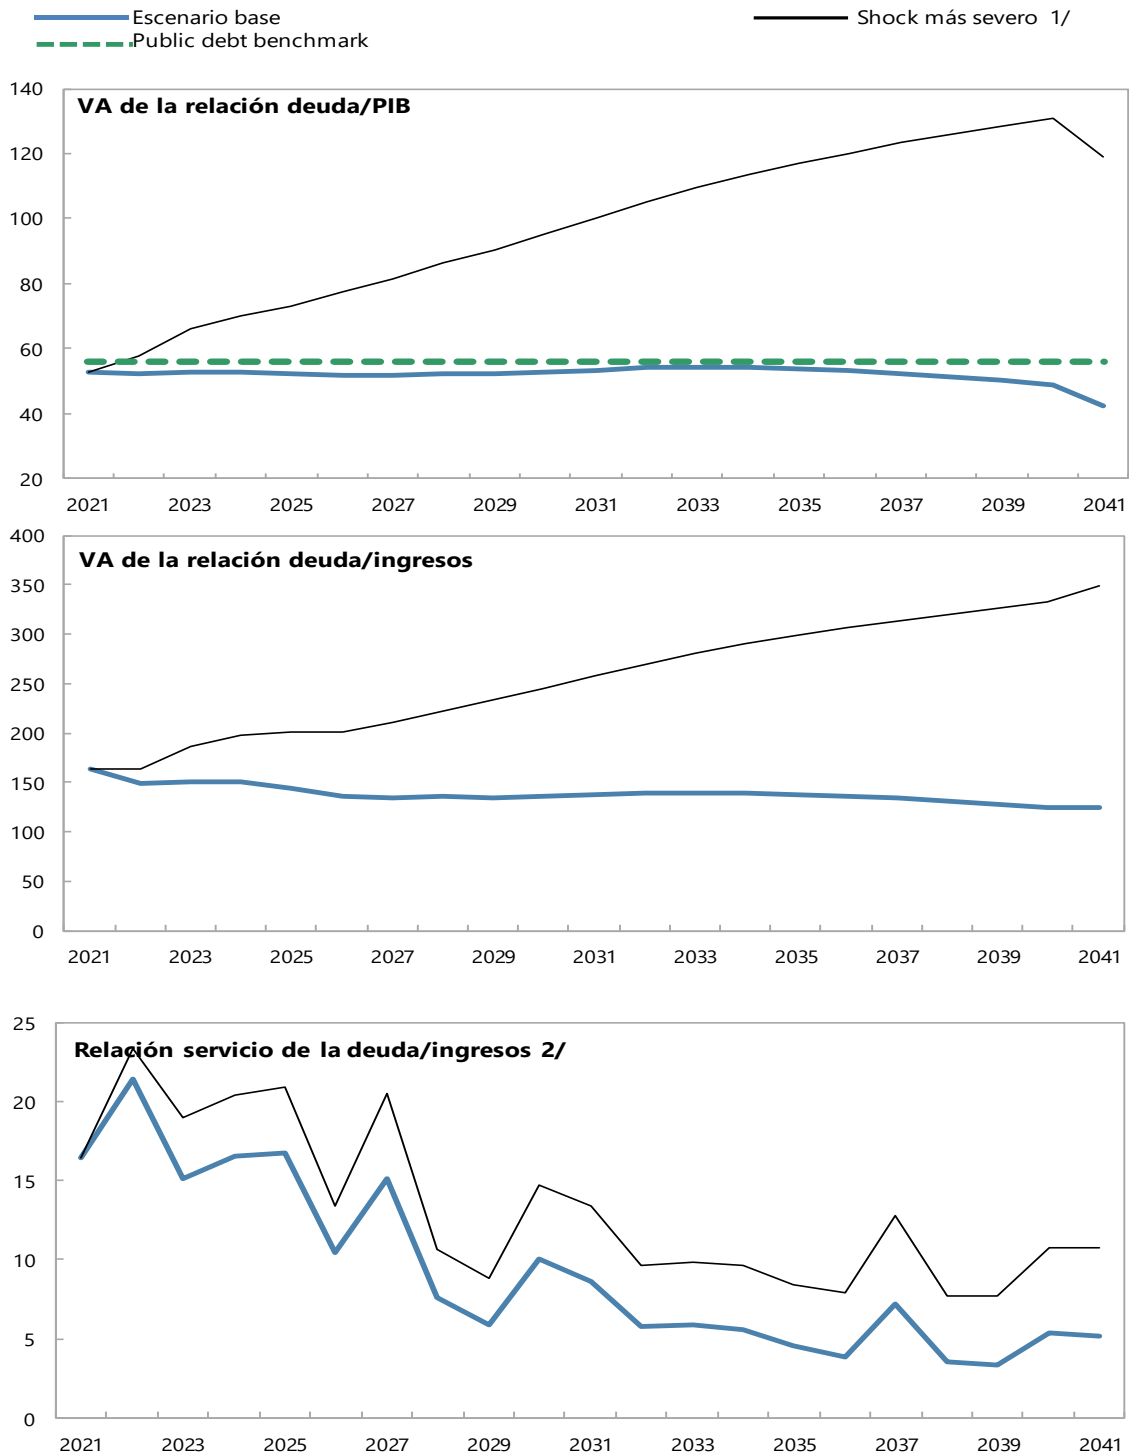 Escenario base
Shock más severo 1/
Public debt benchmark
VA de la relación deuda/PIB
140
120
100
80
60
40
20
2021 2023 2025 2027 2029 2031 2033 2035 2037 2039 2041
VA de la relación deuda/ingresos
400
350
300
250
200
150
100
50
0
2021 2023 2025 2027 2029 2031 2033 2035 2037 2039 2041
Relación servicio de la deuda/ingresos 2/
25
20
15
10
5
0
2021 2023 2025 2027 2029 2031 2033 2035 2037 2039 2041